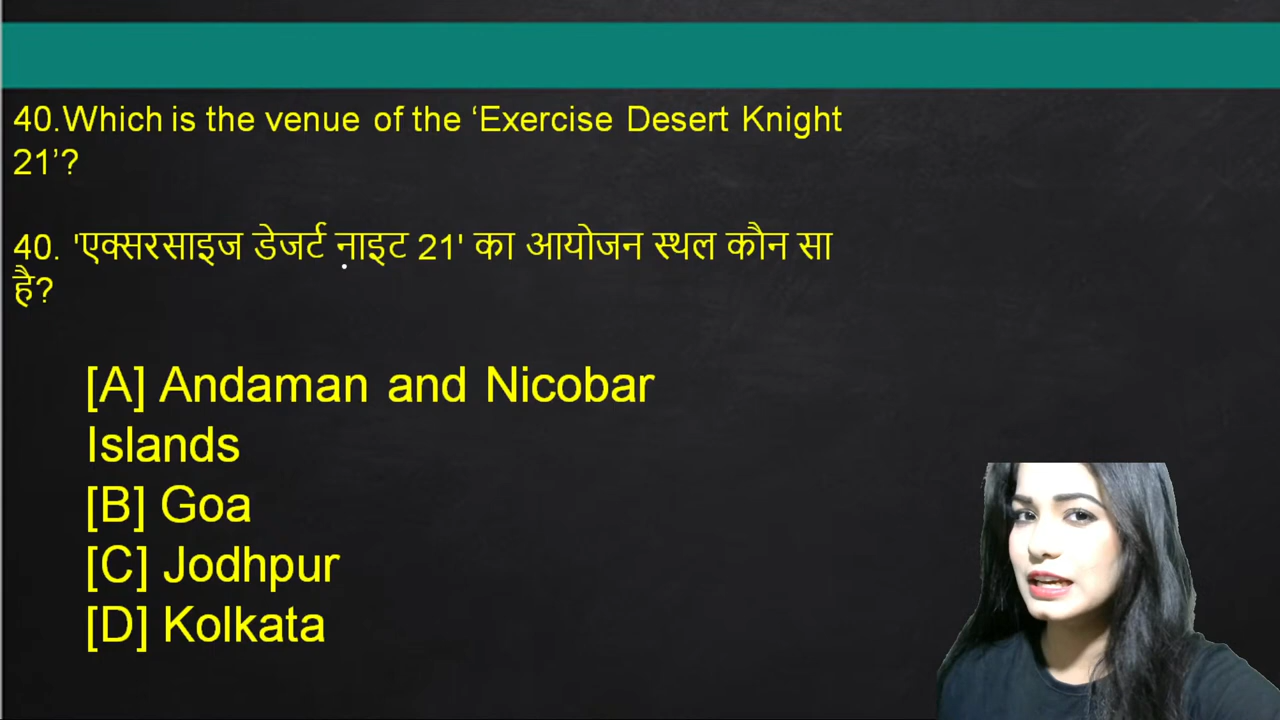 40.Which is the venue of the ‘Exercise Desert Knight
21’?
40. 'एक्सरसाइज डेजर्ट नाइट 21' का आयोजन स्थल कौन सा
है?
[A] Andaman and Nicobar
Islands
[B] Goa
[C] Jodhpur
[D] Kolkata